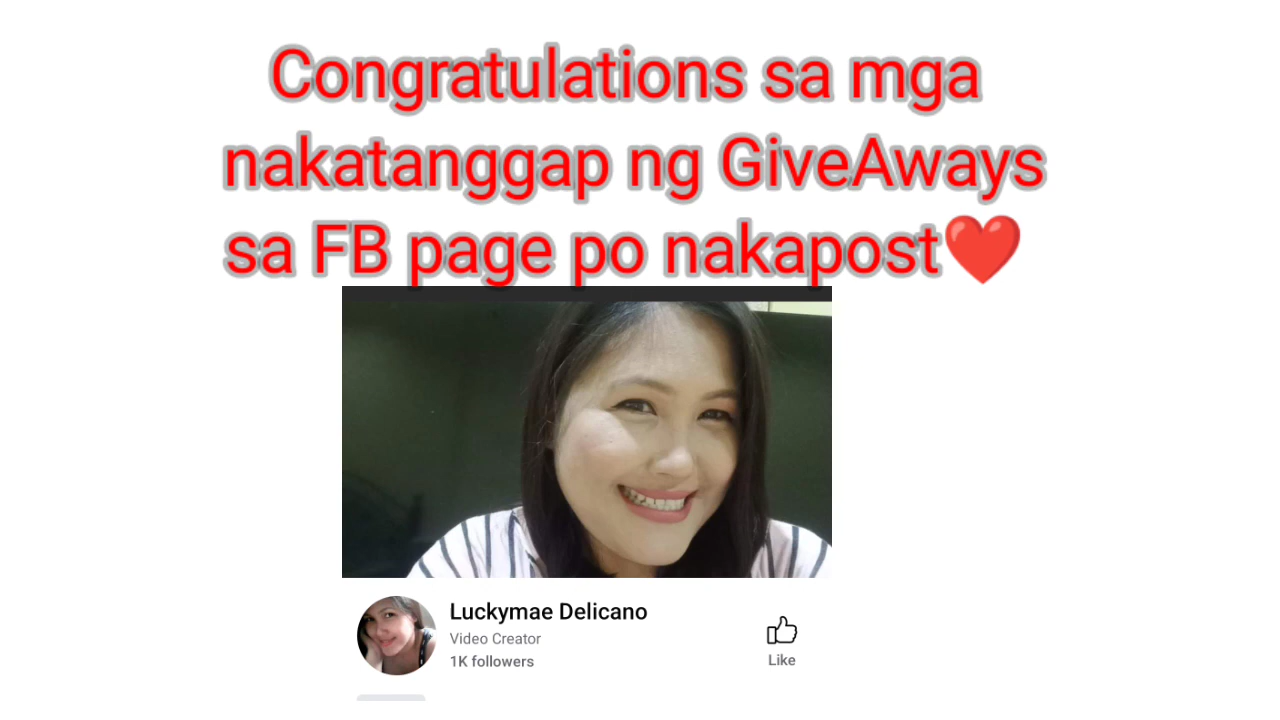 Congratulations sa mga
nakatanggap ng GiveAways
sa FB page po nakapost❤️
Luckymae Delicano
Video Creator
1K followers
Like